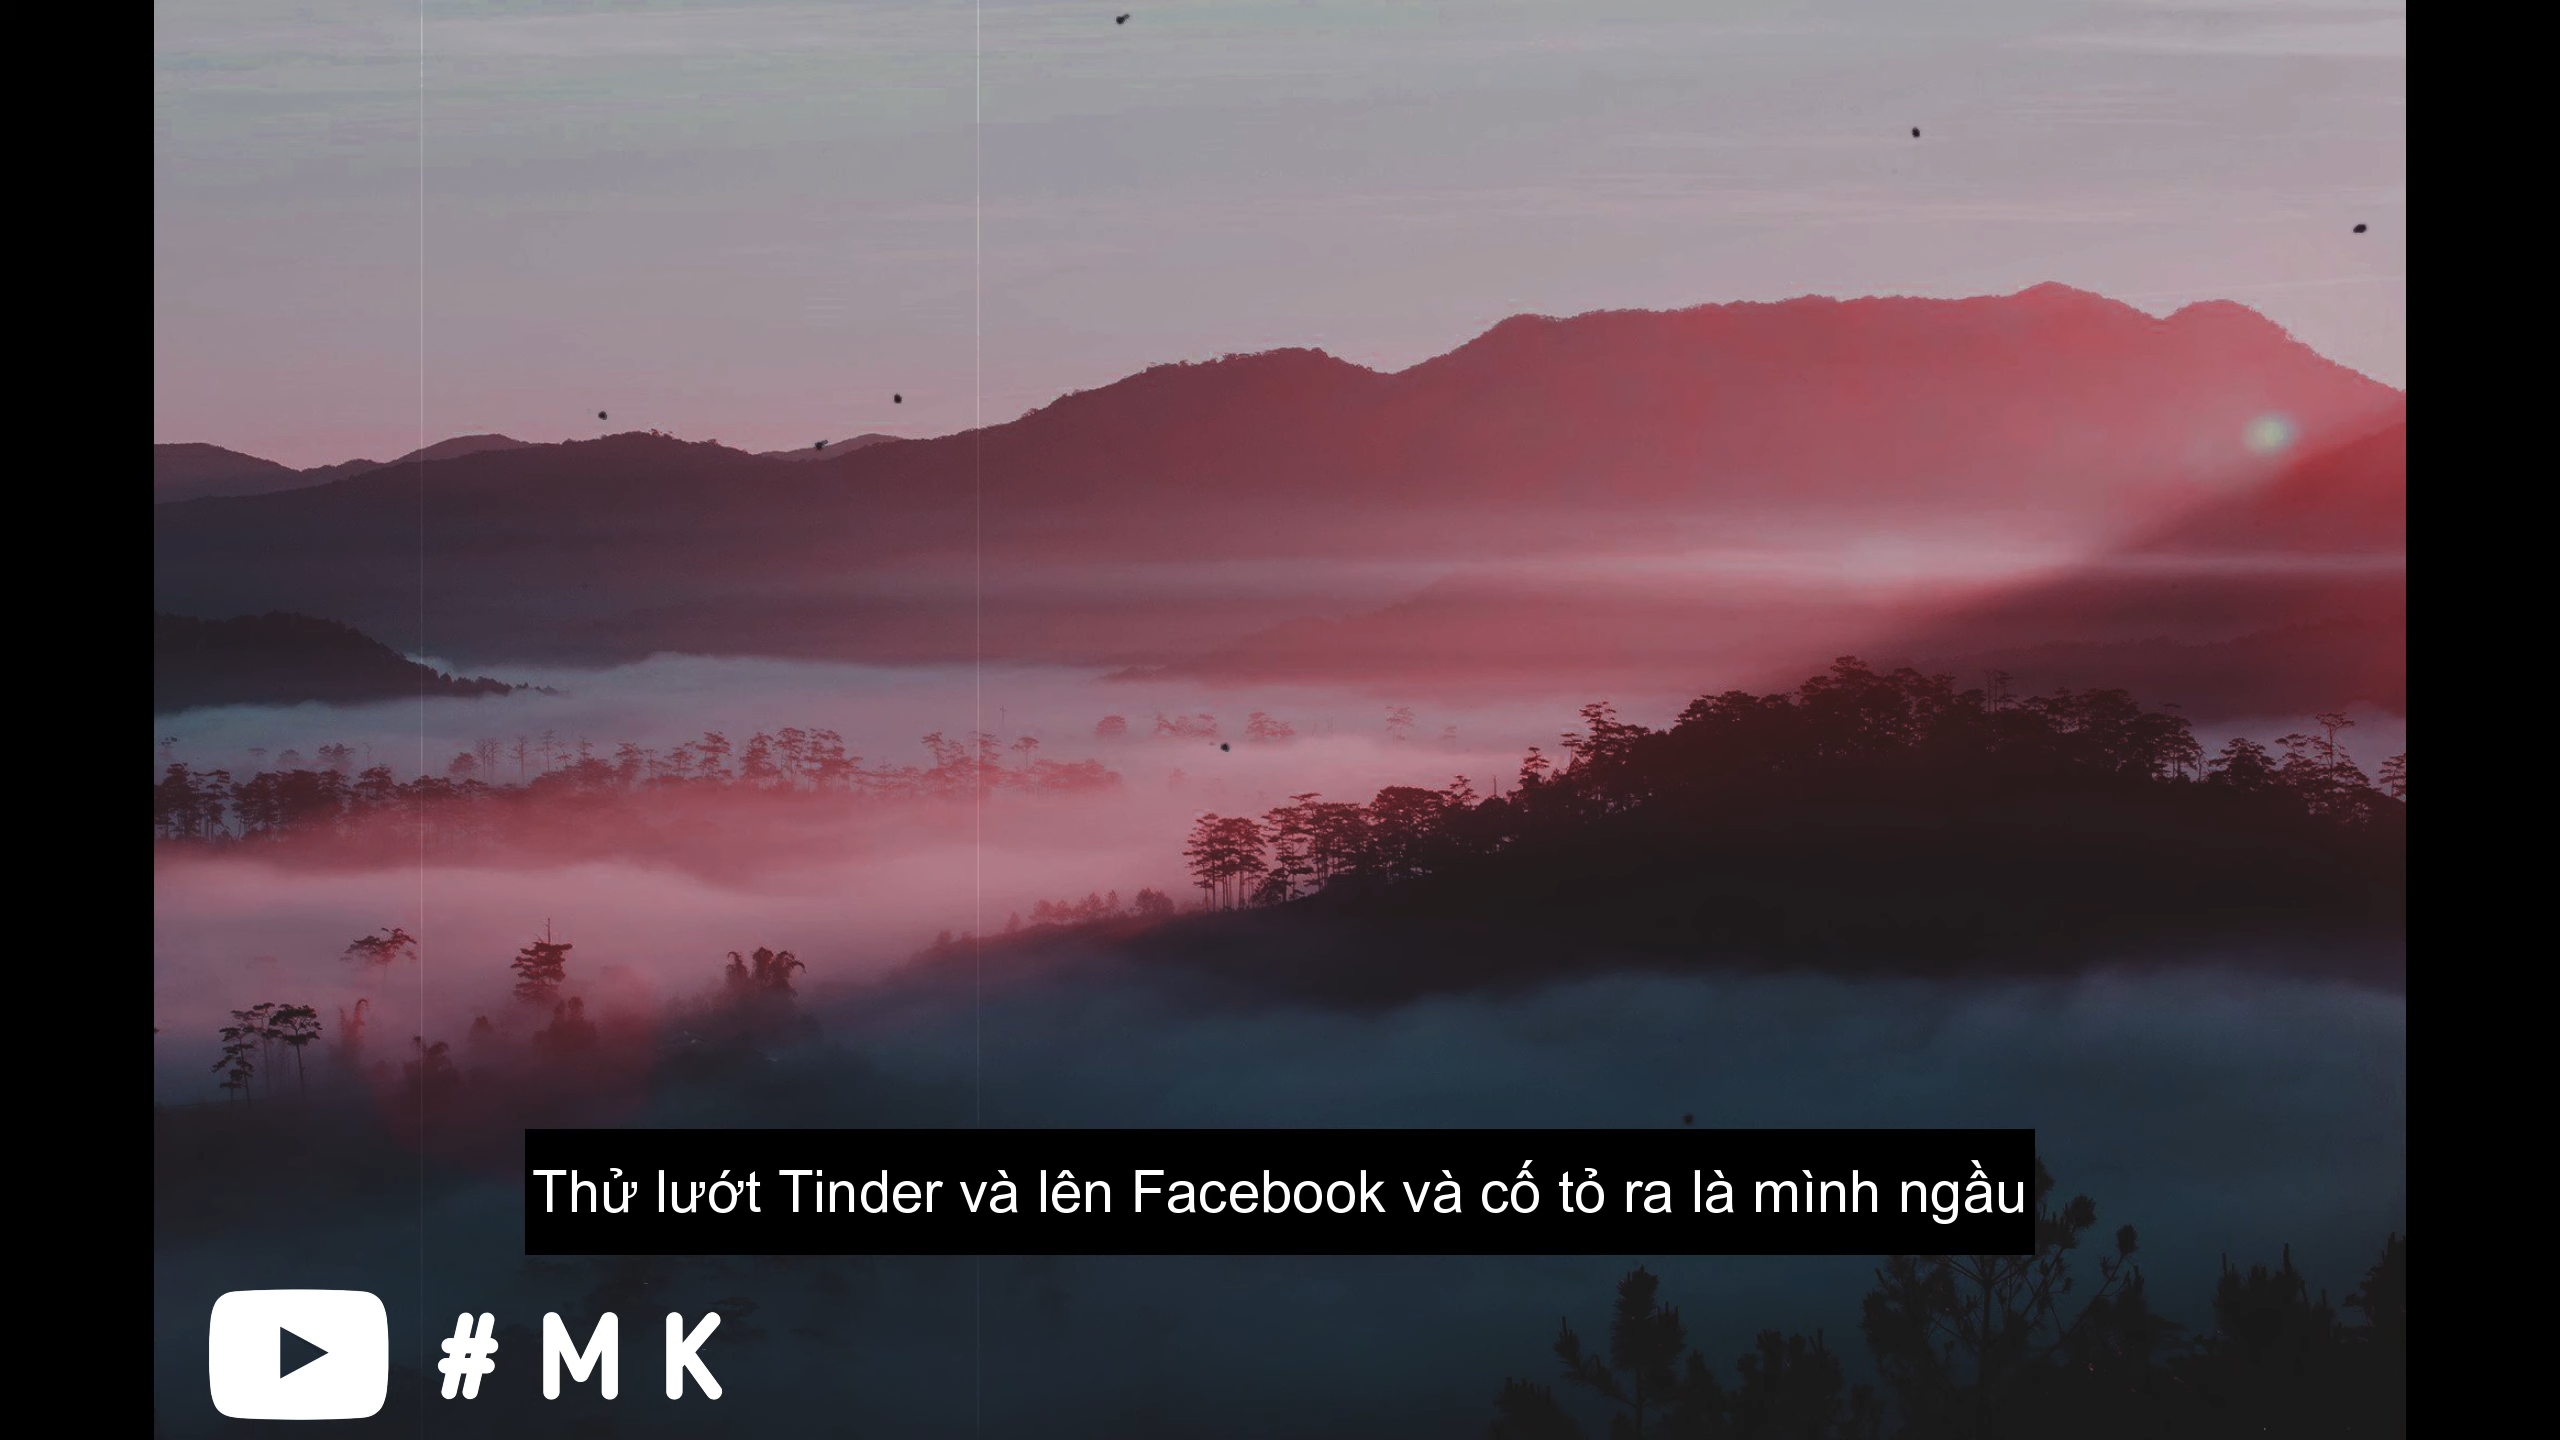 Thử lướt Tinder và lên Facebook và cố tỏ ra là mình ngầu
# M K